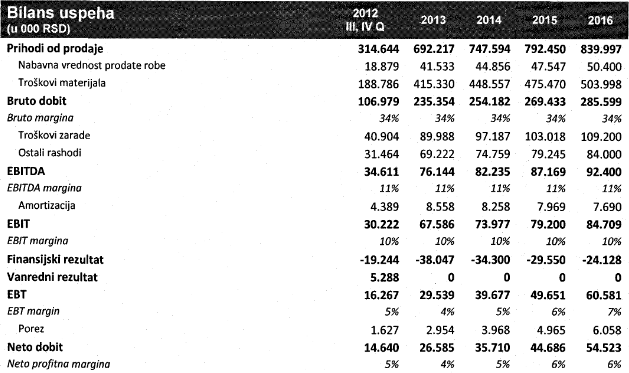 Bilans uspeha 2012 2013 2014 2015 2016
(u 000 RSD) III, IV Q
Prihodi od prodaje 314.644 692.217 747.594 792.450 839.997
Nabavna vrednost prodate robe 18.879 41.533 44.856 47.547 50.400
Troškovi materijala 188.786 415.330 448.557 475.470 503.998
Bruto dobit 106.979 235.354 254.182 269.433 285.599
Bruto margina 34% 34% 34% 34% 34%
Troškovi zarade 40.904 89.988 97.187 103.018 109.200
Ostali rashodi 31.464 69.222 74.759 79.245 84.000
EBITDA 34.611 76.144 82.235 87.169 92.400
EBITDA margina 11% 11% 11% 11% 11%
Amortizacija 4.389 8.558 8.258 7.969 7.690
EBIT 30.222 67.586 73.977 79.200 84.709
EBIT margina 10% 10% 10% 10% 10%
Finansijski rezultat -19.244 -38.047 -34.300 -29.550 -24.128
Vanredni rezultat 5.288 0 0 0 0
EBT 16.267 29.539 39.677 49.651 60.581
EBT margin 5% 4% 5% 6% 7%
Porez 1.627 2.954 3.968 4.965 6.058
Neto dobit 14.640 26.585 35.710 44.686 54.523
Neto profitna margina 5% 4% 5% 6% 6%